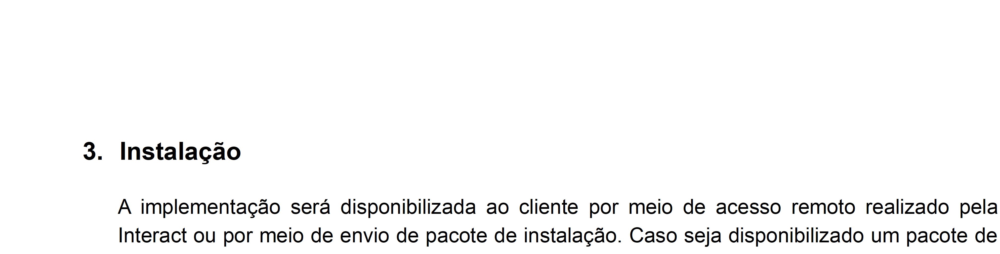 3. Instalação
A implementação será disponibilizada ao cliente por meio de acesso remoto realizado pela
Interact ou por meio de envio de pacote de instalação. Caso seja disponibilizado um pacote de